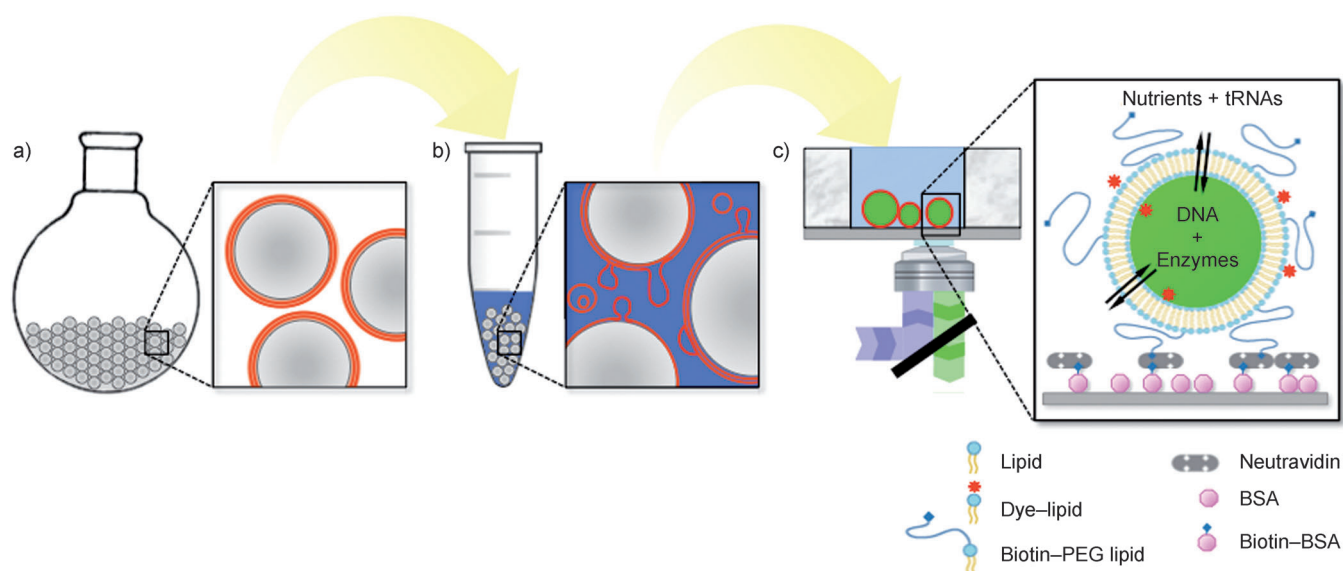 a)
b)
c)
Nutrients + tRNAs
DNA
+
Enzymes
Lipid
Dye–lipid
Biotin–PEG lipid
Neutravidin
BSA
Biotin–BSA